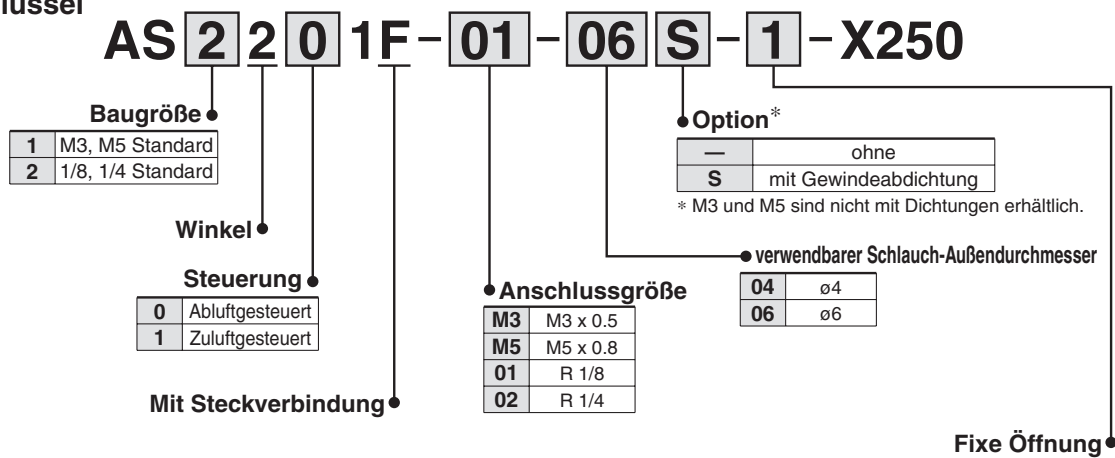 lüssel
AS 2 2 0 1F - 01 - 06 S - 1 - X250
Baugröße
1 M3, M5 Standard
2 1/8, 1/4 Standard
Winkel
Steuerung
0 Abluftgesteuert
1 Zuluftgesteuert
Mit Steckverbindung
Anschlussgröße
M3 M3 x 0.5
M5 M5 x 0.8
01 R 1/8
02 R 1/4
Option*
— ohne
S mit Gewindeabdichtung
* M3 und M5 sind nicht mit Dichtungen erhältlich.
verwendbarer Schlauch-Außendurchmesser
04 ø4
06 ø6
Fixe Öffnung